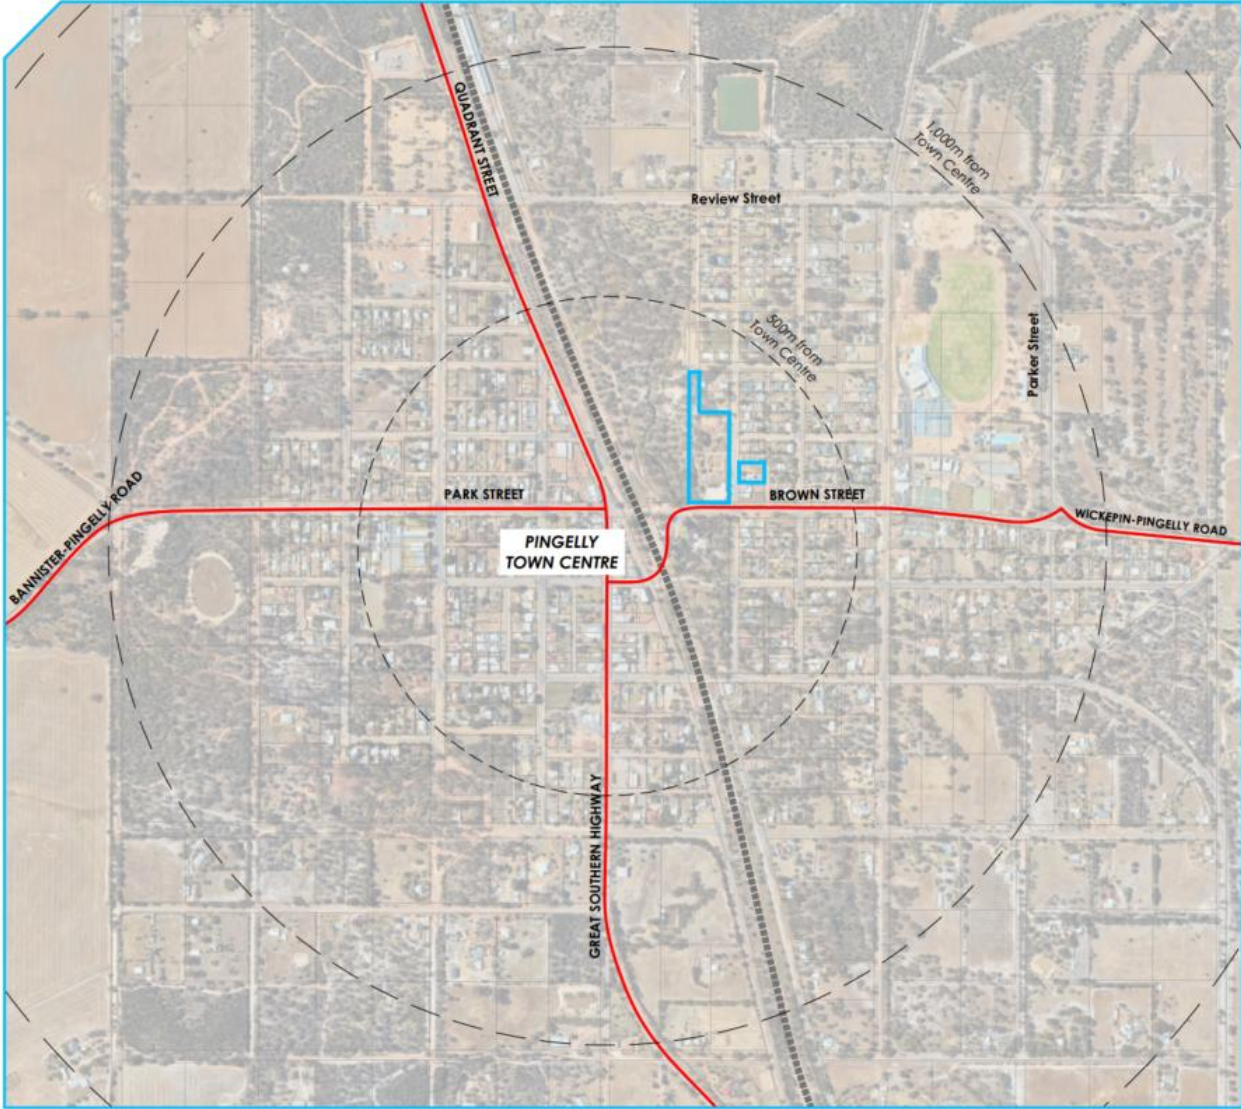 QUADRANT STREET
1,000m from
Town Centre
Review Street
500m from
Town Centre
Parker Street
BANNISTER-PINGELLY ROAD
PARK STREET
BROWN STREET
WICKEPIN-PINGELLY ROAD
PINGELLY
TOWN CENTRE
GREAT SOUTHERN HIGHWAY